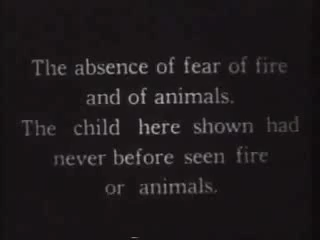 The absence of fear of fire
and of animals.
The child here shown had
never before seen fire
or animals.